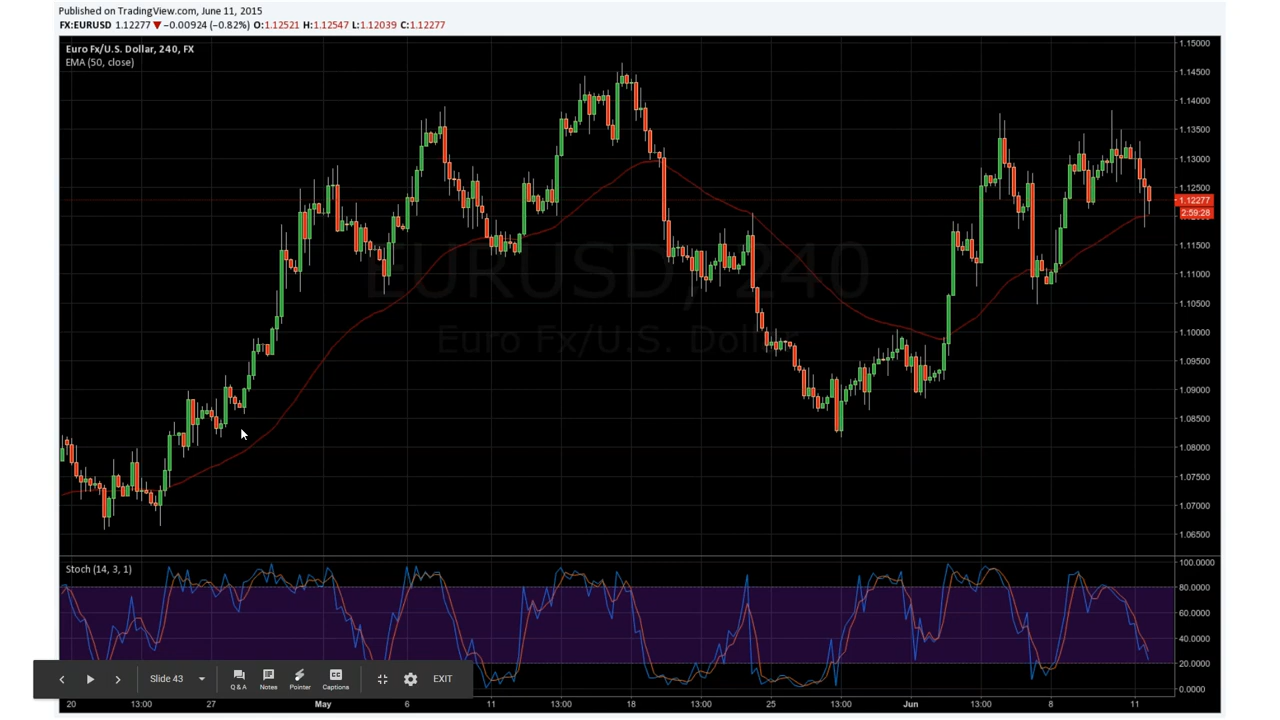 Published on TradingView.com, June 11, 2015
FX:EURUSD 1.12277 ▼ −0.00924 (−0.82%) O:1.12521 H:1.12547 L:1.12039 C:1.12277
Euro Fx/U.S. Dollar, 240, FX
EMA (50, close)
EURUSD, 240
Euro Fx/U.S. Dollar
1.15000
1.14500
1.14000
1.13500
1.13000
1.12500
1.12277
2:59:28
1.11500
1.11000
1.10500
1.10000
1.09500
1.09000
1.08500
1.08000
1.07500
1.07000
1.06500
Stoch (14, 3, 1)
100.0000
80.0000
60.0000
40.0000
20.0000
0.0000
Slide 43
Q & A
Notes
Pointer
Captions
EXIT
20 13:00 27 May 6 11 13:00 18 13:00 25 13:00 Jun 13:00 8 11